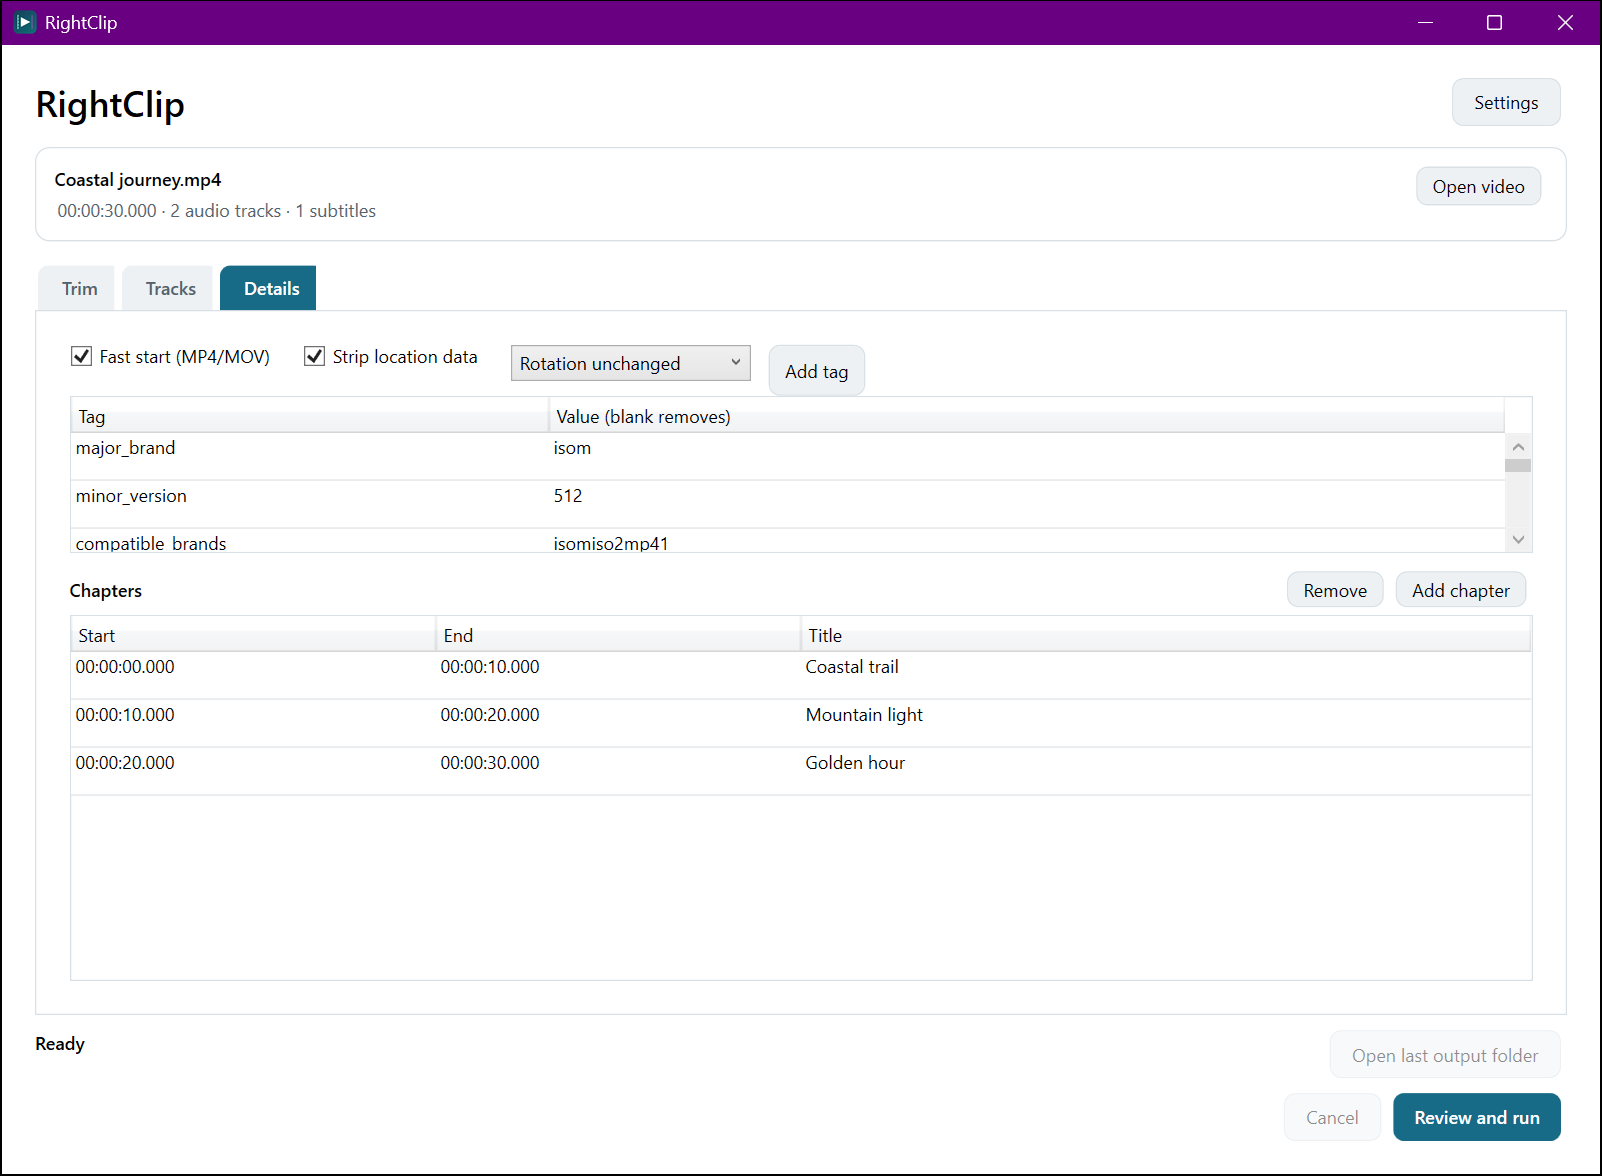 RightClip
RightClip
Settings
Coastal journey.mp4
Open video
00:00:30.000 · 2 audio tracks · 1 subtitles
Trim
Tracks
Details
Fast start (MP4/MOV)
Strip location data
Rotation unchanged
Add tag
Tag
Value (blank removes)
major_brand
isom
minor_version
512
compatible_brands
isomiso2mp41
Chapters
Remove
Add chapter
Start
End
Title
00:00:00.000
00:00:10.000
Coastal trail
00:00:10.000
00:00:20.000
Mountain light
00:00:20.000
00:00:30.000
Golden hour
Ready
Open last output folder
Cancel
Review and run